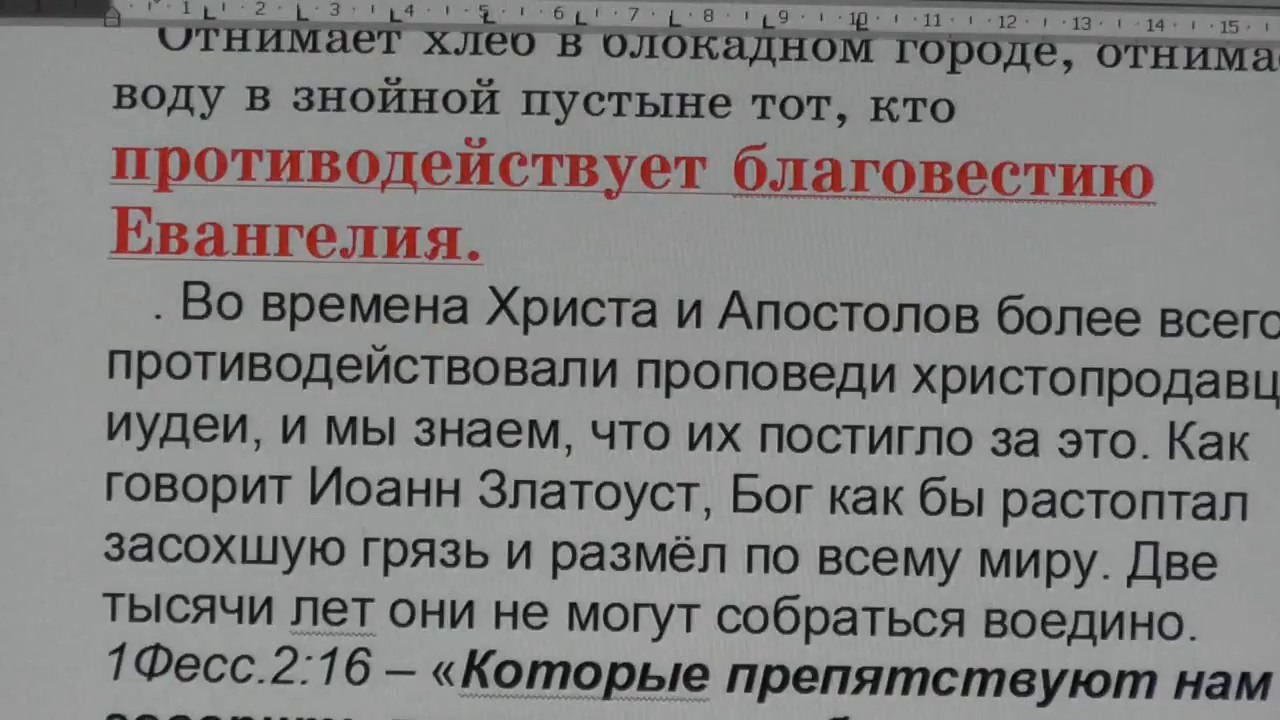 1 2 3 4 5 6 7 8 9 10 11 12 13 14 15
Отнимает хлеб в блокадном городе, отнима
воду в знойной пустыне тот, кто
противодействует благовестию
Евангелия.
. Во времена Христа и Апостолов более всего
противодействовали проповеди христопродавц
иудеи, и мы знаем, что их постигло за это. Как
говорит Иоанн Златоуст, Бог как бы растоптал
засохшую грязь и размёл по всему миру. Две
тысячи лет они не могут собраться воедино.
1Фесс.2:16 – «Которые препятствуют нам